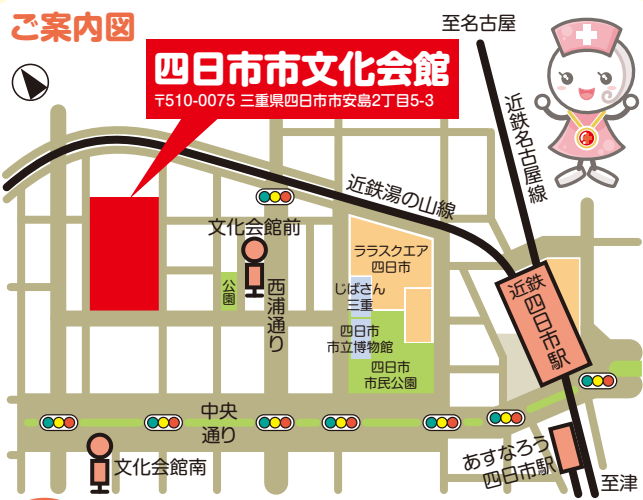 ご案内図
四日市市文化会館
〒510-0075 三重県四日市市安島2丁目5-3
至名古屋
近鉄名古屋線
近鉄湯の山線
文化会館前
ララスクエア
四日市
公園
西浦通り
じばさん
三重
四日市
市立博物館
四日市
市民公園
近鉄
四日市駅
中央
通り
文化会館南
あすなろう
四日市駅
至津